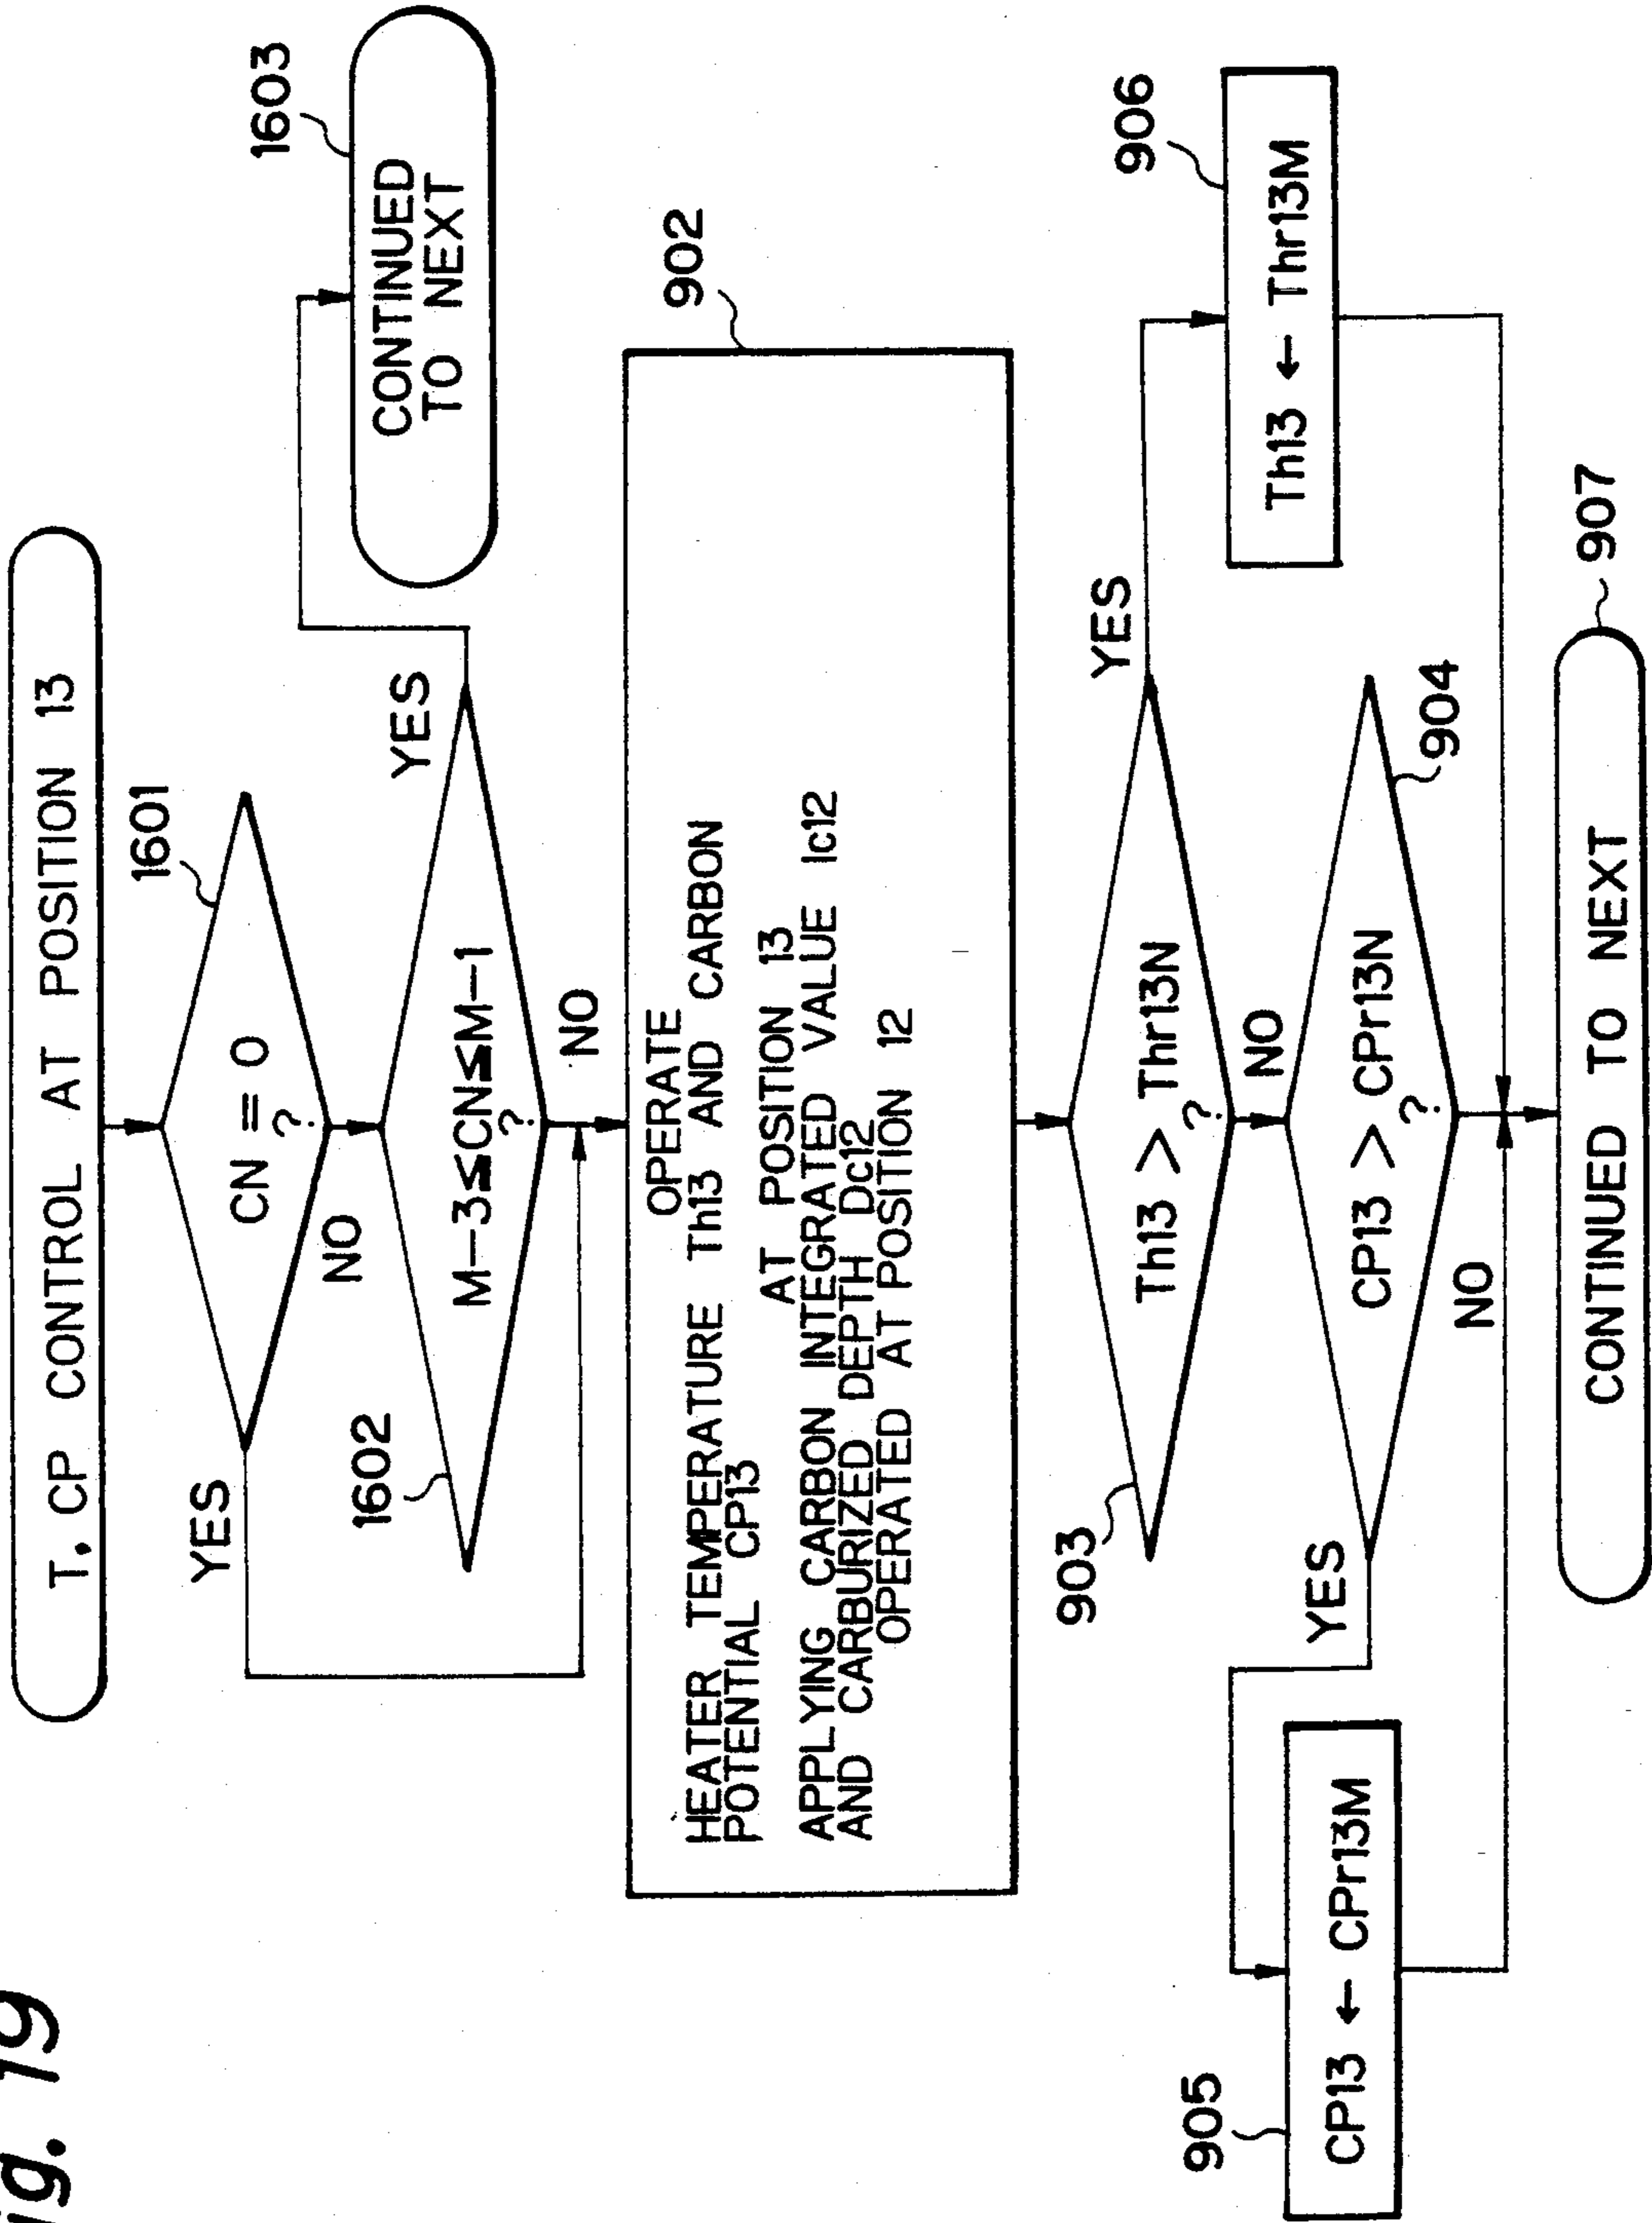 ig. 19
T, CP CONTROL AT POSITION 13
1601
CN = 0
?
YES
NO
1602
M-3≦CN≦M-1
?
YES
NO
1603
CONTINUED
TO NEXT
902
OPERATE
HEATER TEMPERATURE Th13 AND CARBON
POTENTIAL CP13
AT POSITION 13
APPLYING CARBON INTEGRATED VALUE Ic12
AND CARBURIZED DEPTH Dc12
OPERATED AT POSITION 12
903
Th13 > Thr13N
?
YES
NO
906
Th13 ← Thr13M
904
CP13 > CPr13N
?
YES
NO
905
CP13 ← CPr13M
907
CONTINUED TO NEXT